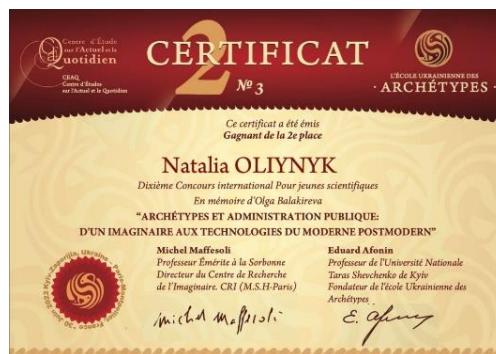 Centre d'Étude
sur l'Actuel et le
Quotidien
CEAQ
Centre d'Études
sur l'Actuel et le Quotidien
CERTIFICAT
2
№ 3
L'ÉCOLE UKRAINIENNE DES
· ARCHÉTYPES ·
Ce certificat a été émis
Gagnant de la 2e place
Natalia OLIYNYK
Dixième Concours international Pour jeunes scientifiques
En mémoire d'Olga Balakireva
“ARCHÉTYPES ET ADMINISTRATION PUBLIQUE:
D'UN IMAGINAIRE AUX TECHNOLOGIES DU MODERNE POSTMODERN”
Michel Maffesoli
Professeur Émérite à la Sorbonne
Directeur du Centre de Recherche
de l'Imaginaire. CRI (M.S.H-Paris)
Eduard Afonin
Professeur de l'Université Nationale
Taras Shevchenko de Kyiv
Fondateur de l'école Ukrainienne des
Archétypes
Michel Maffesoli
E. Afonin